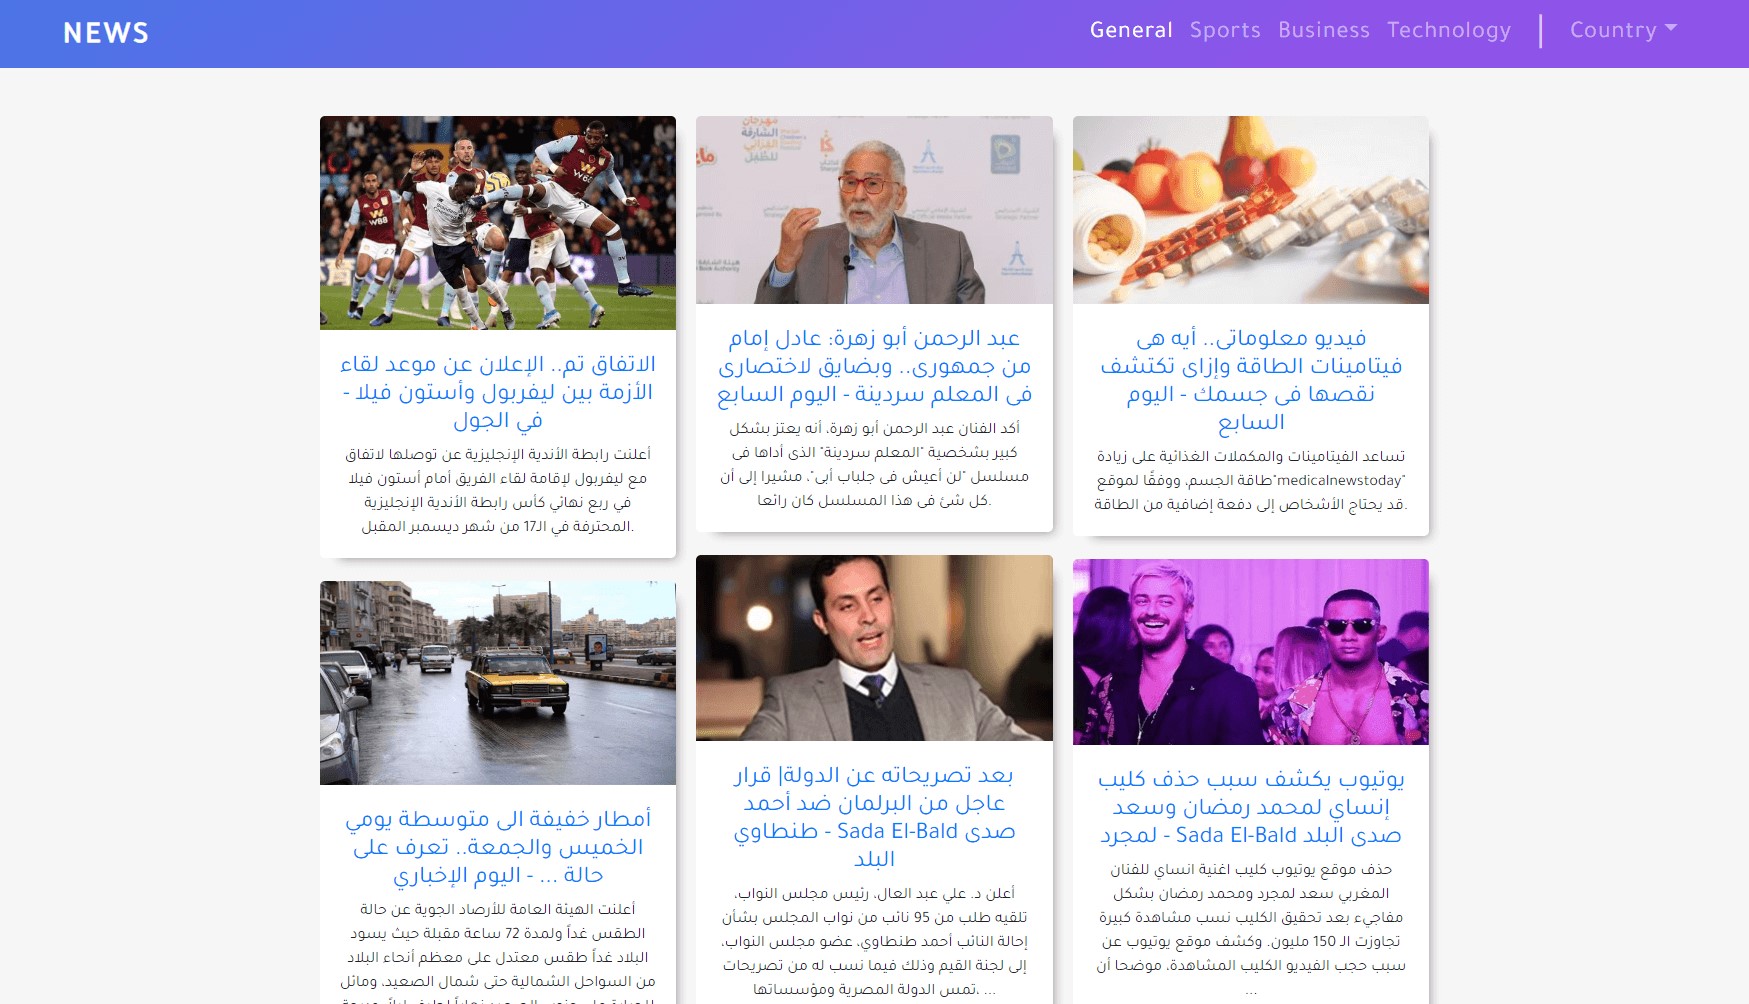 NEWS
General Sports Business Technology | Country
الاتفاق تم.. الإعلان عن موعد لقاء
الأزمة بين ليفربول وأستون فيلا -
في الجول
أعلنت رابطة الأندية الإنجليزية عن توصلها لاتفاق
مع ليفربول لإقامة لقاء الفريق أمام أستون فيلا
في ربع نهائي كأس رابطة الأندية الإنجليزية
المحترفة في الـ17 من شهر ديسمبر المقبل.
عبد الرحمن أبو زهرة: عادل إمام
من جمهورى.. وبضايق لاختصارى
فى المعلم سردينة - اليوم السابع
أكد الفنان عبد الرحمن أبو زهرة، أنه يعتز بشكل
كبير بشخصية "المعلم سردينة" الذى أداها فى
مسلسل "لن أعيش فى جلباب أبى"، مشيرا إلى أن
كل شئ فى هذا المسلسل كان رائعا.
فيديو معلوماتى.. أيه هى
فيتامينات الطاقة وإزاى تكتشف
نقصها فى جسمك - اليوم
السابع
تساعد الفيتامينات والمكملات الغذائية على زيادة
طاقة الجسم، ووفقًا لموقع "medicalnewstoday"
قد يحتاج الأشخاص إلى دفعة إضافية من الطاقة.
أمطار خفيفة الى متوسطة يومي
الخميس والجمعة.. تعرف على
حالة ... - اليوم الإخباري
أعلنت الهيئة العامة للأرصاد الجوية عن حالة
الطقس غداً ولمدة 72 ساعة مقبلة حيث يسود
البلاد غداً طقس معتدل على معظم أنحاء البلاد
من السواحل الشمالية حتى شمال الصعيد، ومائل
بعد تصريحاته عن الدولة| قرار
عاجل من البرلمان ضد أحمد
طنطاوي - Sada El-Bald صدى
البلد
أعلن د. علي عبد العال، رئيس مجلس النواب،
تلقيه طلب من 95 نائب من نواب المجلس بشأن
إحالة النائب أحمد طنطاوي، عضو مجلس النواب،
إلى لجنة القيم وذلك فيما نسب له من تصريحات
تمس الدولة المصرية ومؤسساتها، ...
يوتيوب يكشف سبب حذف كليب
إنساي لمحمد رمضان وسعد
لمجرد - Sada El-Bald صدى البلد
حذف موقع يوتيوب كليب اغنية انساي للفنان
المغربي سعد لمجرد ومحمد رمضان بشكل
مفاجيء بعد تحقيق الكليب نسب مشاهدة كبيرة
تجاوزت الـ 150 مليون. وكشف موقع يوتيوب عن
سبب حجب الفيديو الكليب المشاهدة، موضحا أن
...